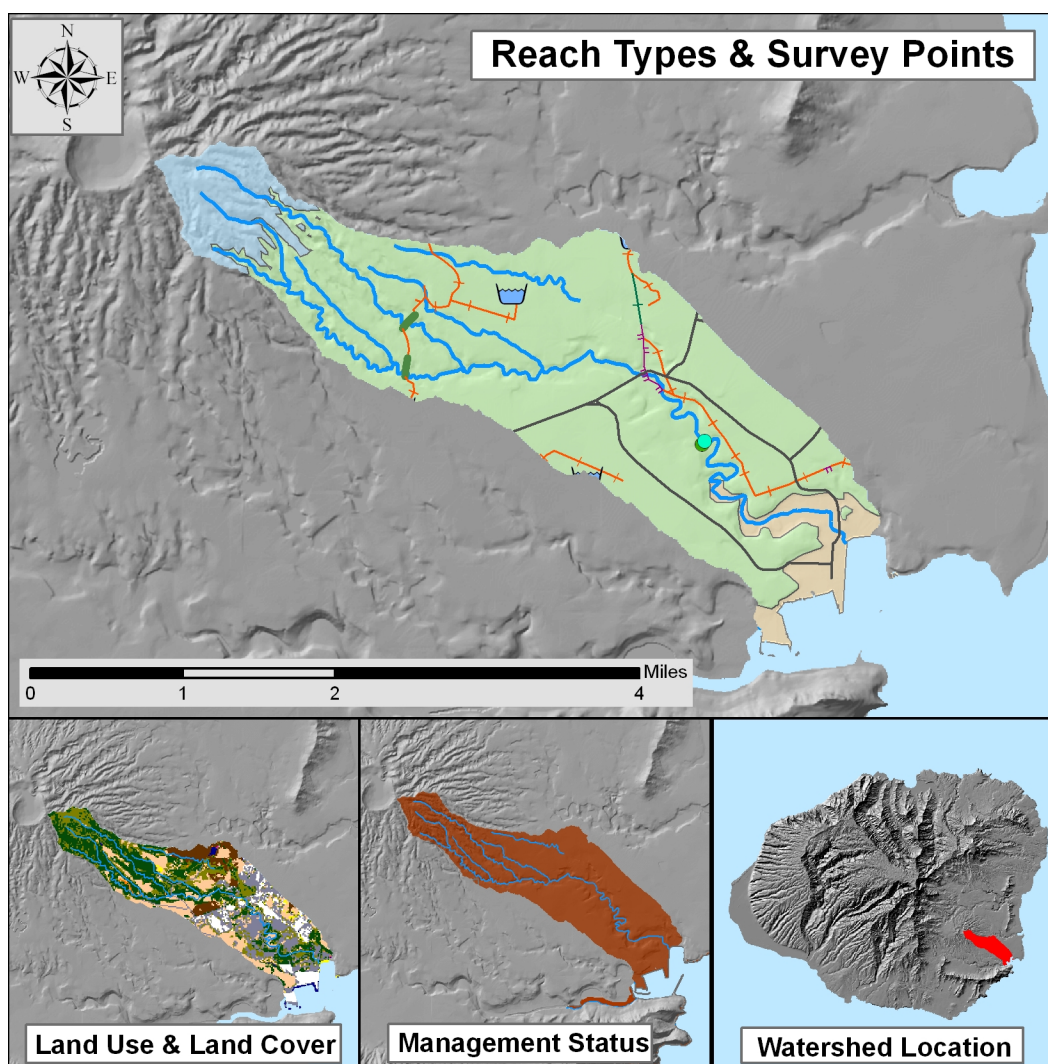 N
Reach Types & Survey Points
W E
S
Miles
0 1 2 4
Land Use & Land Cover
Management Status
Watershed Location